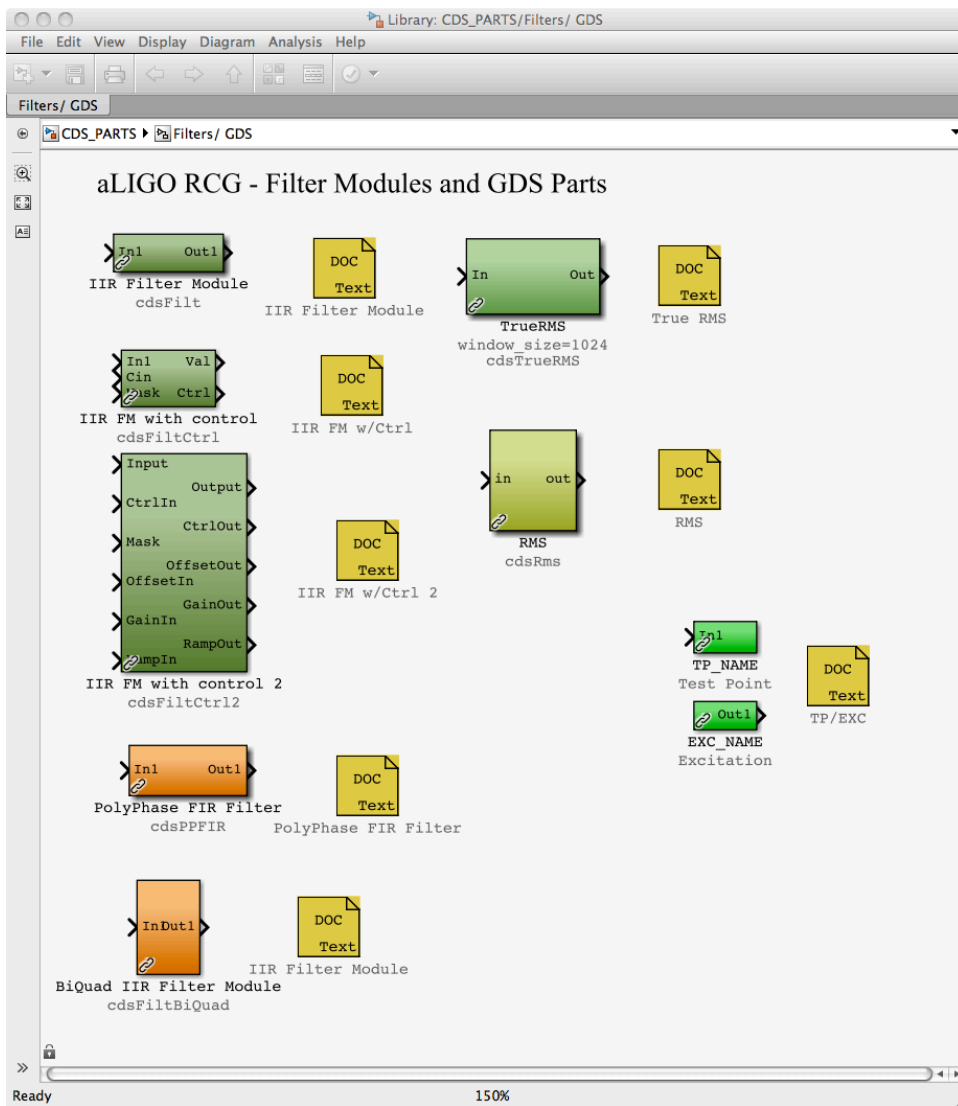 Library: CDS_PARTS/Filters/ GDS
File Edit View Display Diagram Analysis Help
Filters/ GDS
CDS_PARTS Filters/ GDS
aLIGO RCG - Filter Modules and GDS Parts
In1 Out1
IIR Filter Module
cdsFilt
DOC
Text
IIR Filter Module
In Out
TrueRMS
window_size=1024
cdsTrueRMS
DOC
Text
True RMS
In1 Val
Cin
Mask Ctrl
IIR FM with control
cdsFiltCtrl
DOC
Text
IIR FM w/Ctrl
in out
RMS
cdsRms
DOC
Text
RMS
Input
Output
CtrlIn
CtrlOut
Mask
OffsetOut
OffsetIn
GainOut
GainIn
RampOut
RampIn
IIR FM with control 2
cdsFiltCtrl2
DOC
Text
IIR FM w/Ctrl 2
In1
TP_NAME
Test Point
Out1
EXC_NAME
Excitation
DOC
Text
TP/EXC
In1 Out1
PolyPhase FIR Filter
cdsPPFIR
DOC
Text
PolyPhase FIR Filter
In1 Out1
BiQuad IIR Filter Module
cdsFiltBiQuad
DOC
Text
IIR Filter Module
Ready 150%